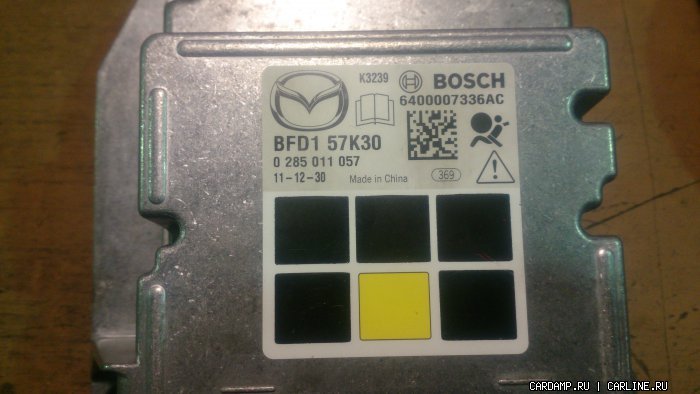 K3239
BOSCH
6400007336AC
BFD1 57K30
0 285 011 057
11-12-30 Made in China 369
CARDAMP.RU | CARLINE.RU